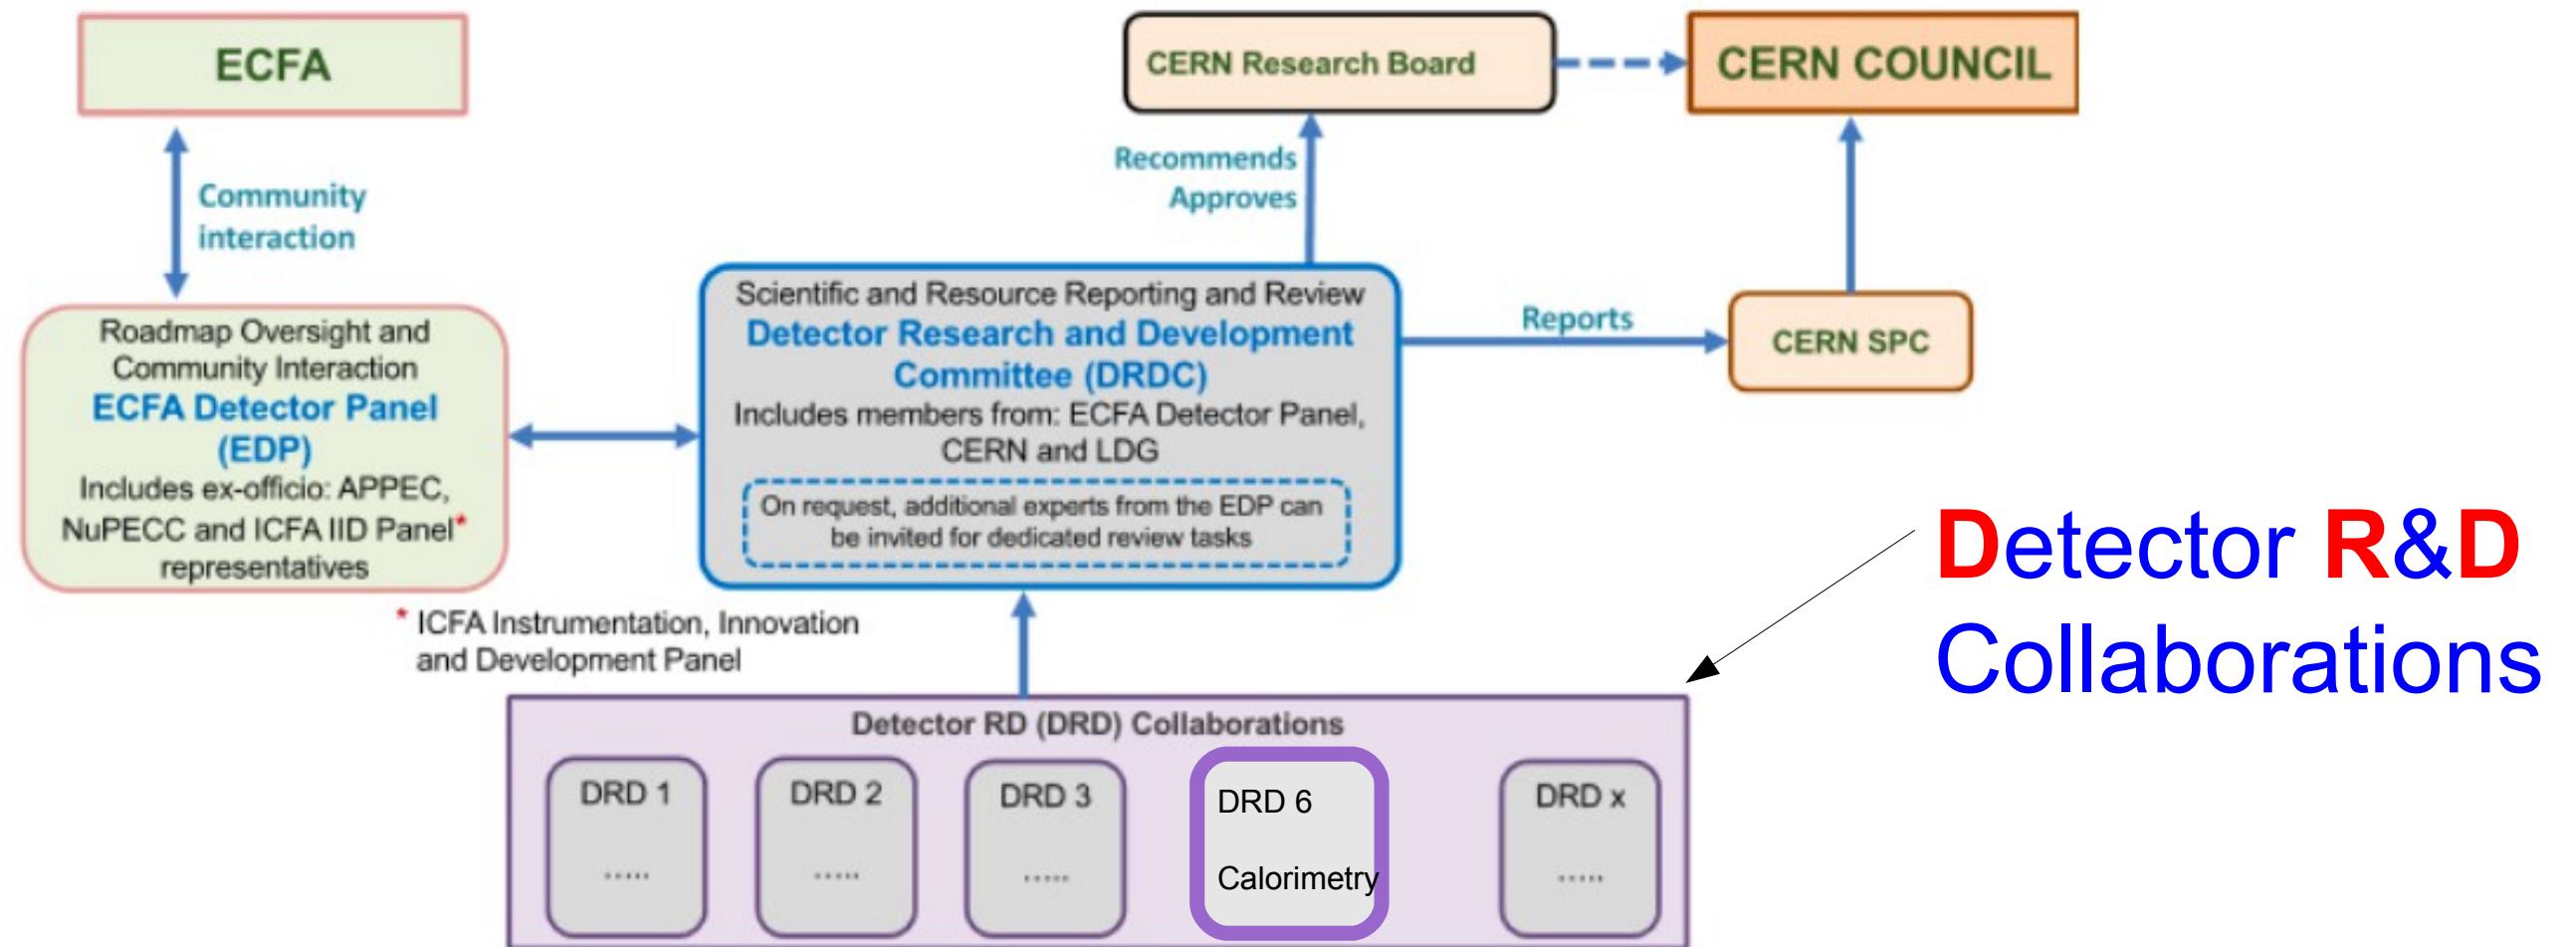 ECFA
CERN Research Board
CERN COUNCIL
Community
interaction
Recommends
Approves
Roadmap Oversight and
Community Interaction
ECFA Detector Panel
(EDP)
Includes ex-officio: APPEC,
NuPECC and ICFA IID Panel*
representatives
Scientific and Resource Reporting and Review
Detector Research and Development
Committee (DRDC)
Includes members from: ECFA Detector Panel,
CERN and LDG
On request, additional experts from the EDP can
be invited for dedicated review tasks
Reports
CERN SPC
* ICFA Instrumentation, Innovation
and Development Panel
Detector R&D
Collaborations
Detector RD (DRD) Collaborations
DRD 1
.....
DRD 2
.....
DRD 3
.....
DRD 6
Calorimetry
DRD x
.....